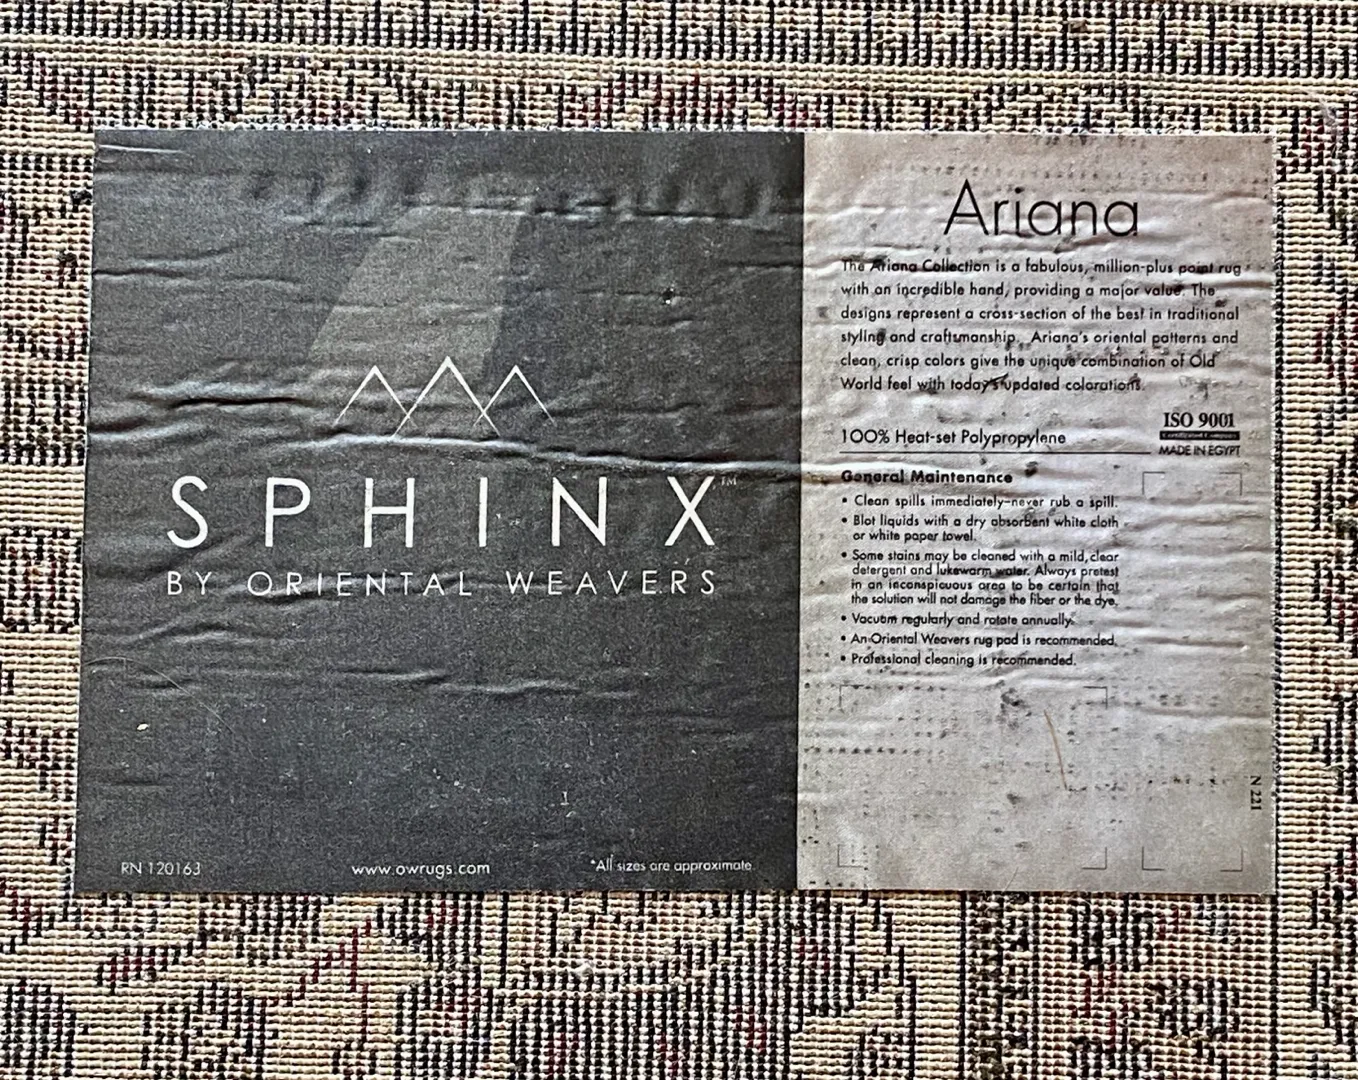 SPHINX™
BY ORIENTAL WEAVERS
RN 120163
www.owrugs.com
*All sizes are approximate.
Ariana
The Ariana Collection is a fabulous, million-plus point rug
with an incredible hand, providing a major value. The
designs represent a cross-section of the best in traditional
styling and craftsmanship. Ariana's oriental patterns and
clean, crisp colors give the unique combination of Old
World feel with today's updated colorations.
100% Heat-set Polypropylene
ISO 9001
MADE IN EGYPT
General Maintenance
• Clean spills immediately–never rub a spill.
• Blot liquids with a dry absorbent white cloth
or white paper towel.
• Some stains may be cleaned with a mild, clear
detergent and lukewarm water. Always pretest
in an inconspicuous area to be certain that
the solution will not damage the fiber or the dye.
• Vacuum regularly and rotate annually.
• An Oriental Weavers rug pad is recommended.
• Professional cleaning is recommended.
N 221